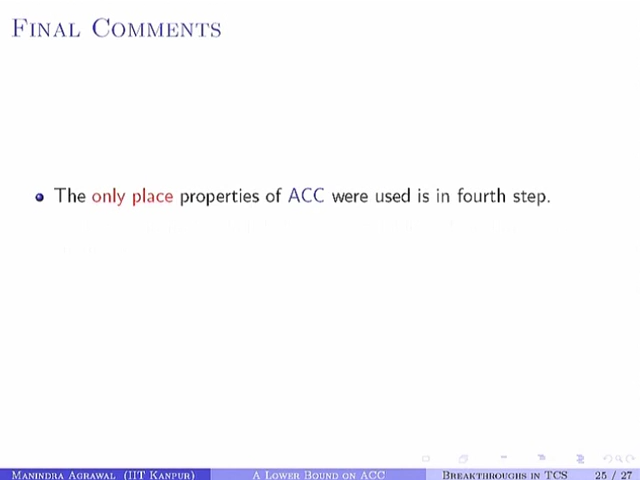 FINAL COMMENTS
The only place properties of ACC were used is in fourth step.
MANINDRA AGRAWAL (IIT KANPUR) A LOWER BOUND ON ACC BREAKTHROUGHS IN TCS 25 / 27